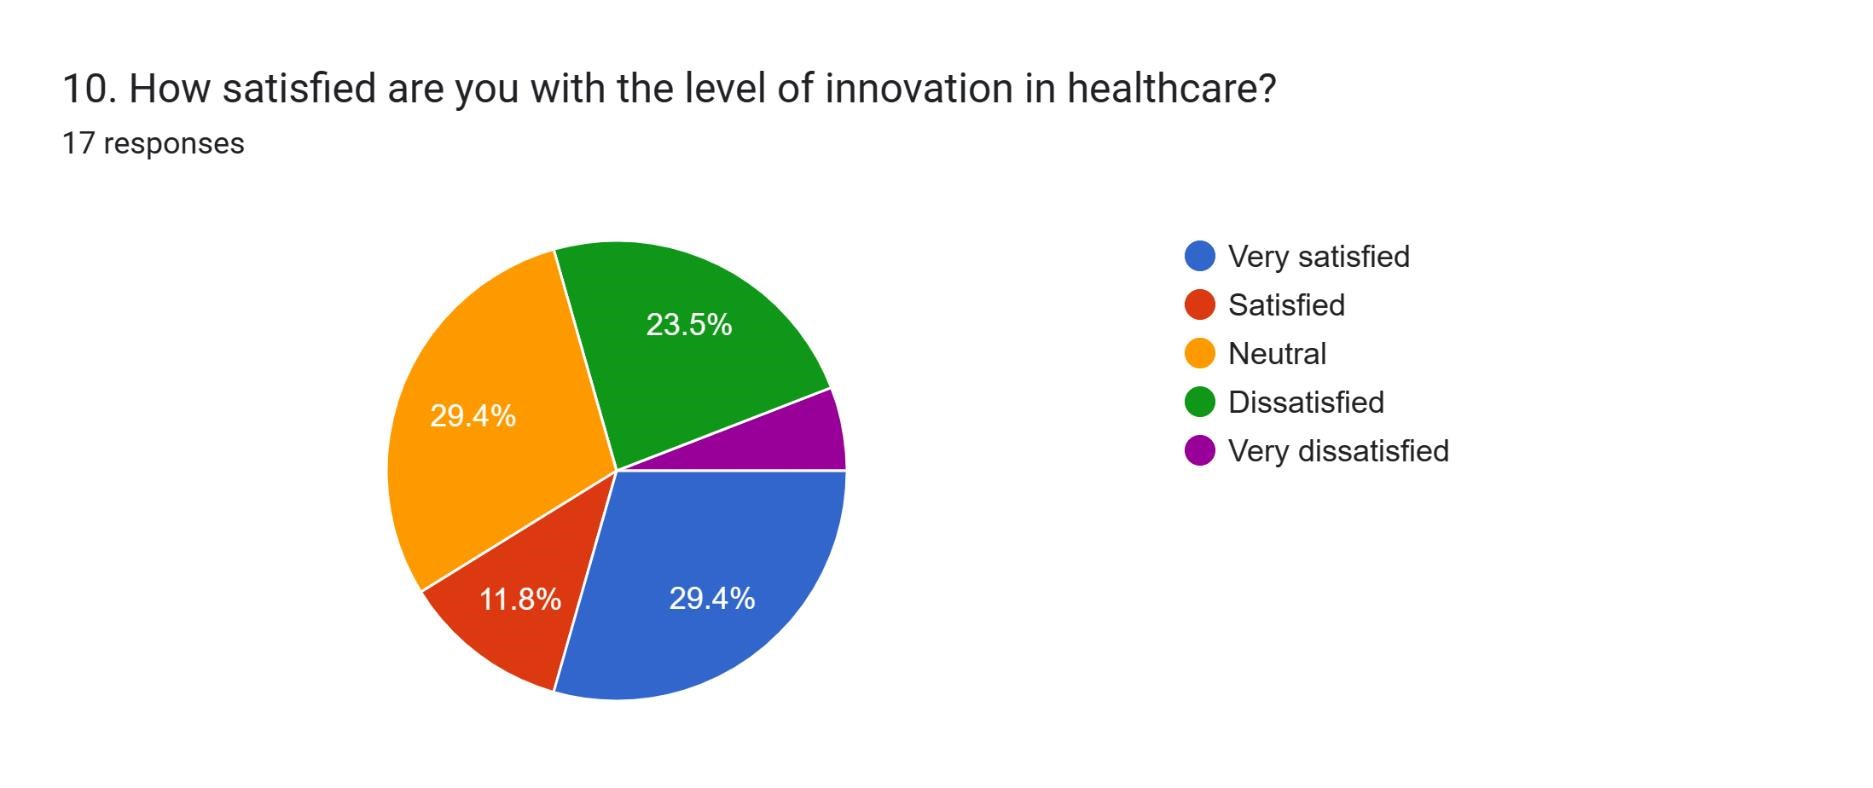 10. How satisfied are you with the level of innovation in healthcare?
17 responses
23.5%
29.4%
11.8%
29.4%
Very satisfied
Satisfied
Neutral
Dissatisfied
Very dissatisfied